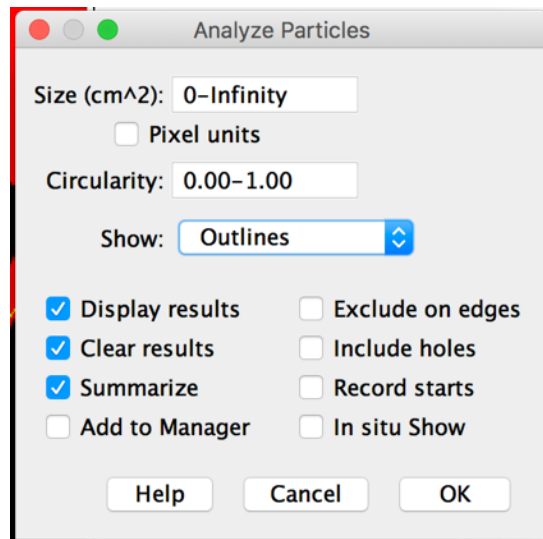 Analyze Particles
Size (cm^2): 0-Infinity
Pixel units
Circularity: 0.00-1.00
Show: Outlines
Display results Exclude on edges
Clear results Include holes
Summarize Record starts
Add to Manager In situ Show
Help Cancel OK